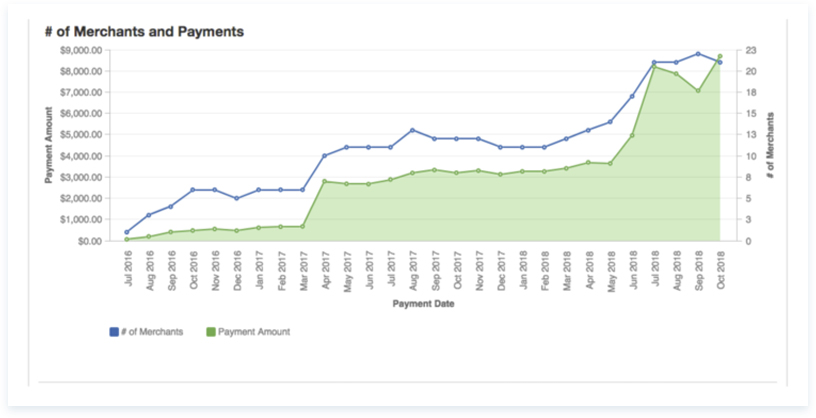 # of Merchants and Payments
$9,000.00
$8,000.00
$7,000.00
$6,000.00
$5,000.00
$4,000.00
$3,000.00
$2,000.00
$1,000.00
$0.00
Payment Amount
23
20
18
15
13
10
8
5
3
0
# of Merchants
Jul 2016
Aug 2016
Sep 2016
Oct 2016
Nov 2016
Dec 2016
Jan 2017
Feb 2017
Mar 2017
Apr 2017
May 2017
Jun 2017
Jul 2017
Aug 2017
Sep 2017
Oct 2017
Nov 2017
Dec 2017
Jan 2018
Feb 2018
Mar 2018
Apr 2018
May 2018
Jun 2018
Jul 2018
Aug 2018
Sep 2018
Oct 2018
Payment Date
# of Merchants
Payment Amount